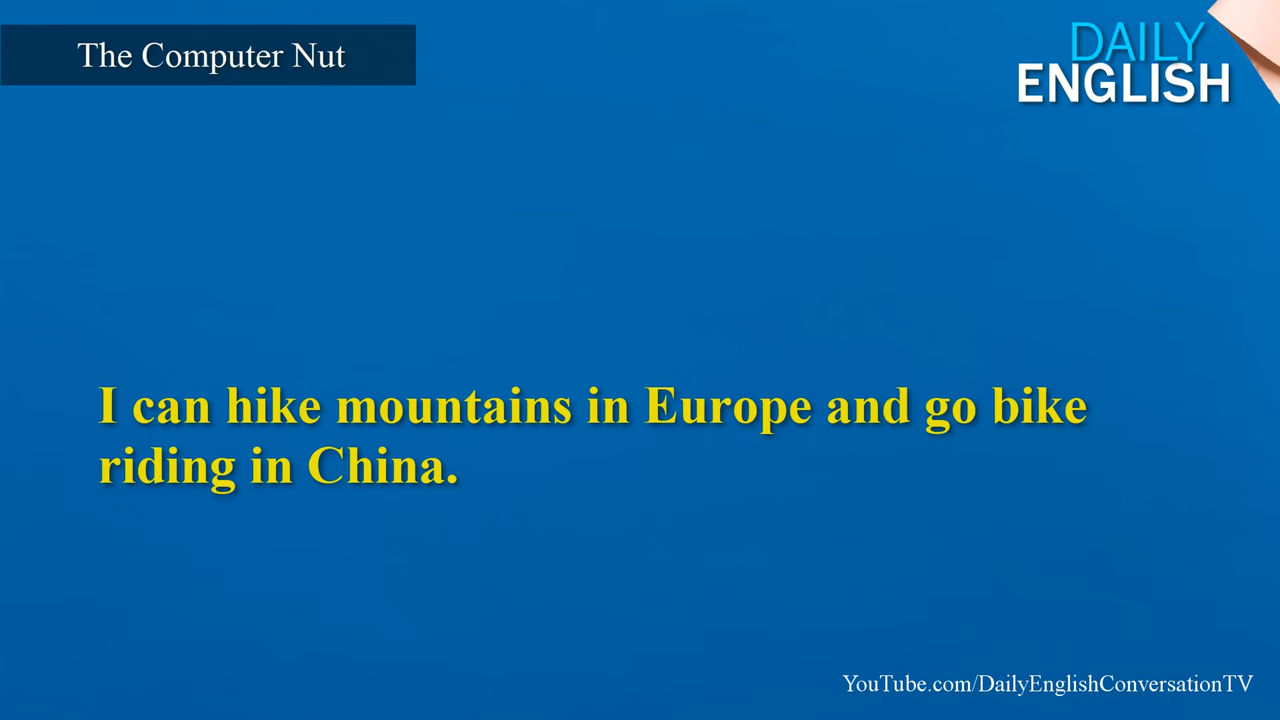 The Computer Nut
DAILY
ENGLISH
I can hike mountains in Europe and go bike
riding in China.
YouTube.com/DailyEnglishConversationTV